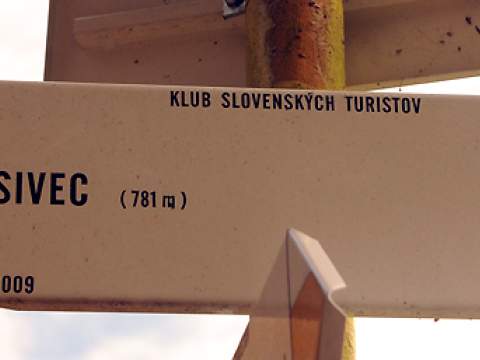 KLUB SLOVENSKÝCH TURISTOV
SIVEC (781 m)
009